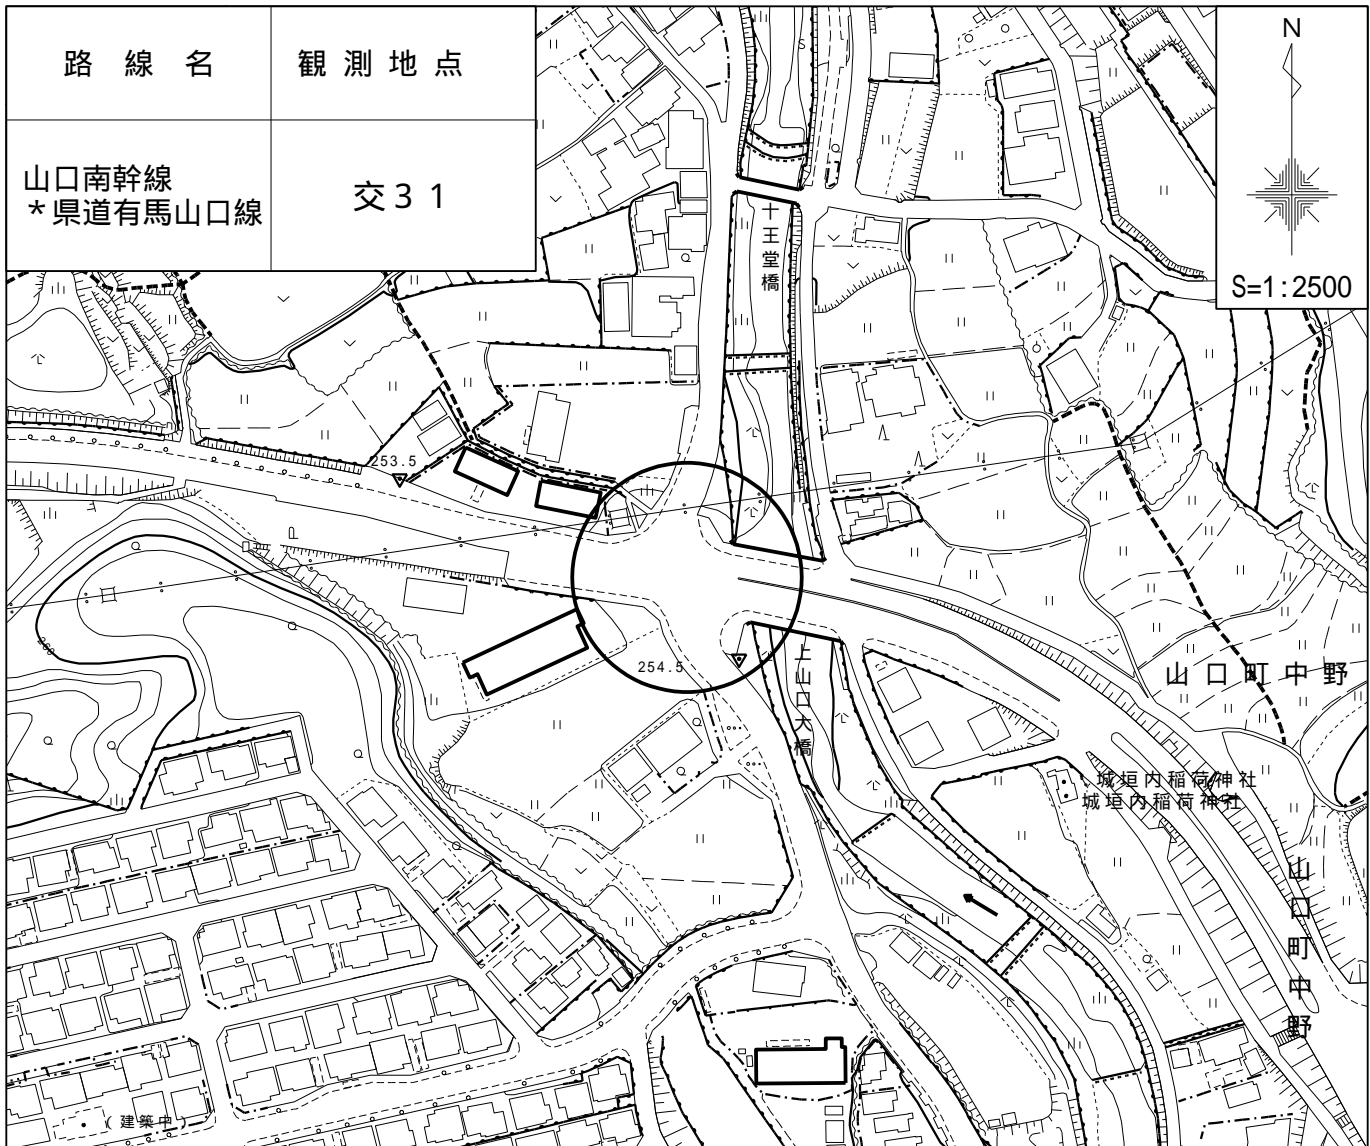 路線名
観測地点
山口南幹線
*県道有馬山口線
交31
N
S=1:2500
十王堂橋
253.5
254.5
上山口大橋
山口町中野
城垣内稲荷神社
城垣内稲荷神社
山口町中野
(建築中)